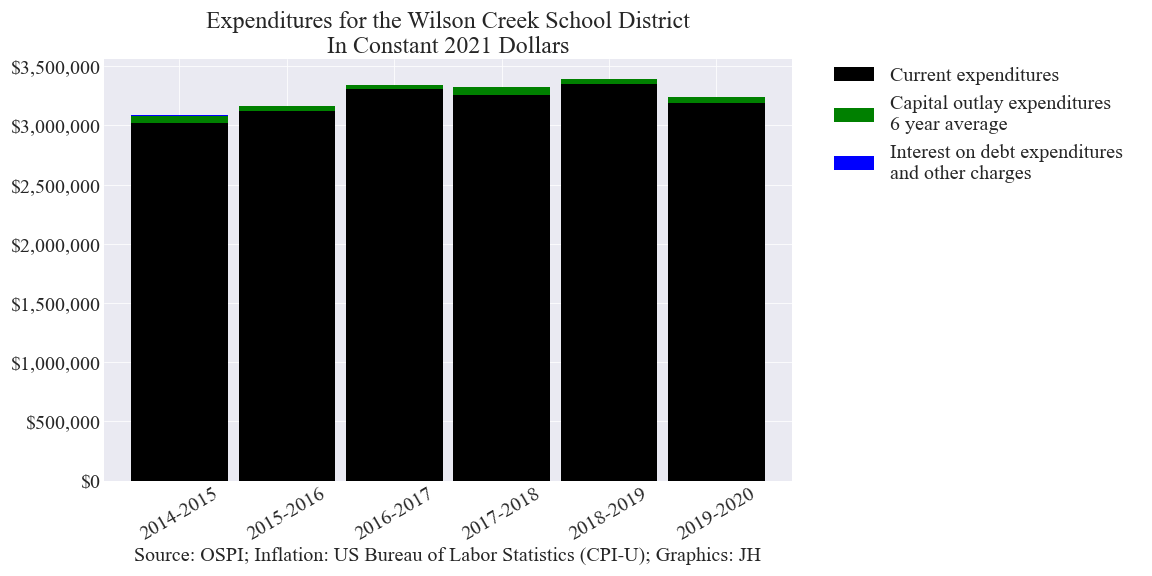 Expenditures for the Wilson Creek School District
In Constant 2021 Dollars
$3,500,000
$3,000,000
$2,500,000
$2,000,000
$1,500,000
$1,000,000
$500,000
$0
2014-2015
2015-2016
2016-2017
2017-2018
2018-2019
2019-2020
Source: OSPI; Inflation: US Bureau of Labor Statistics (CPI-U); Graphics: JH
Current expenditures
Capital outlay expenditures
6 year average
Interest on debt expenditures
and other charges